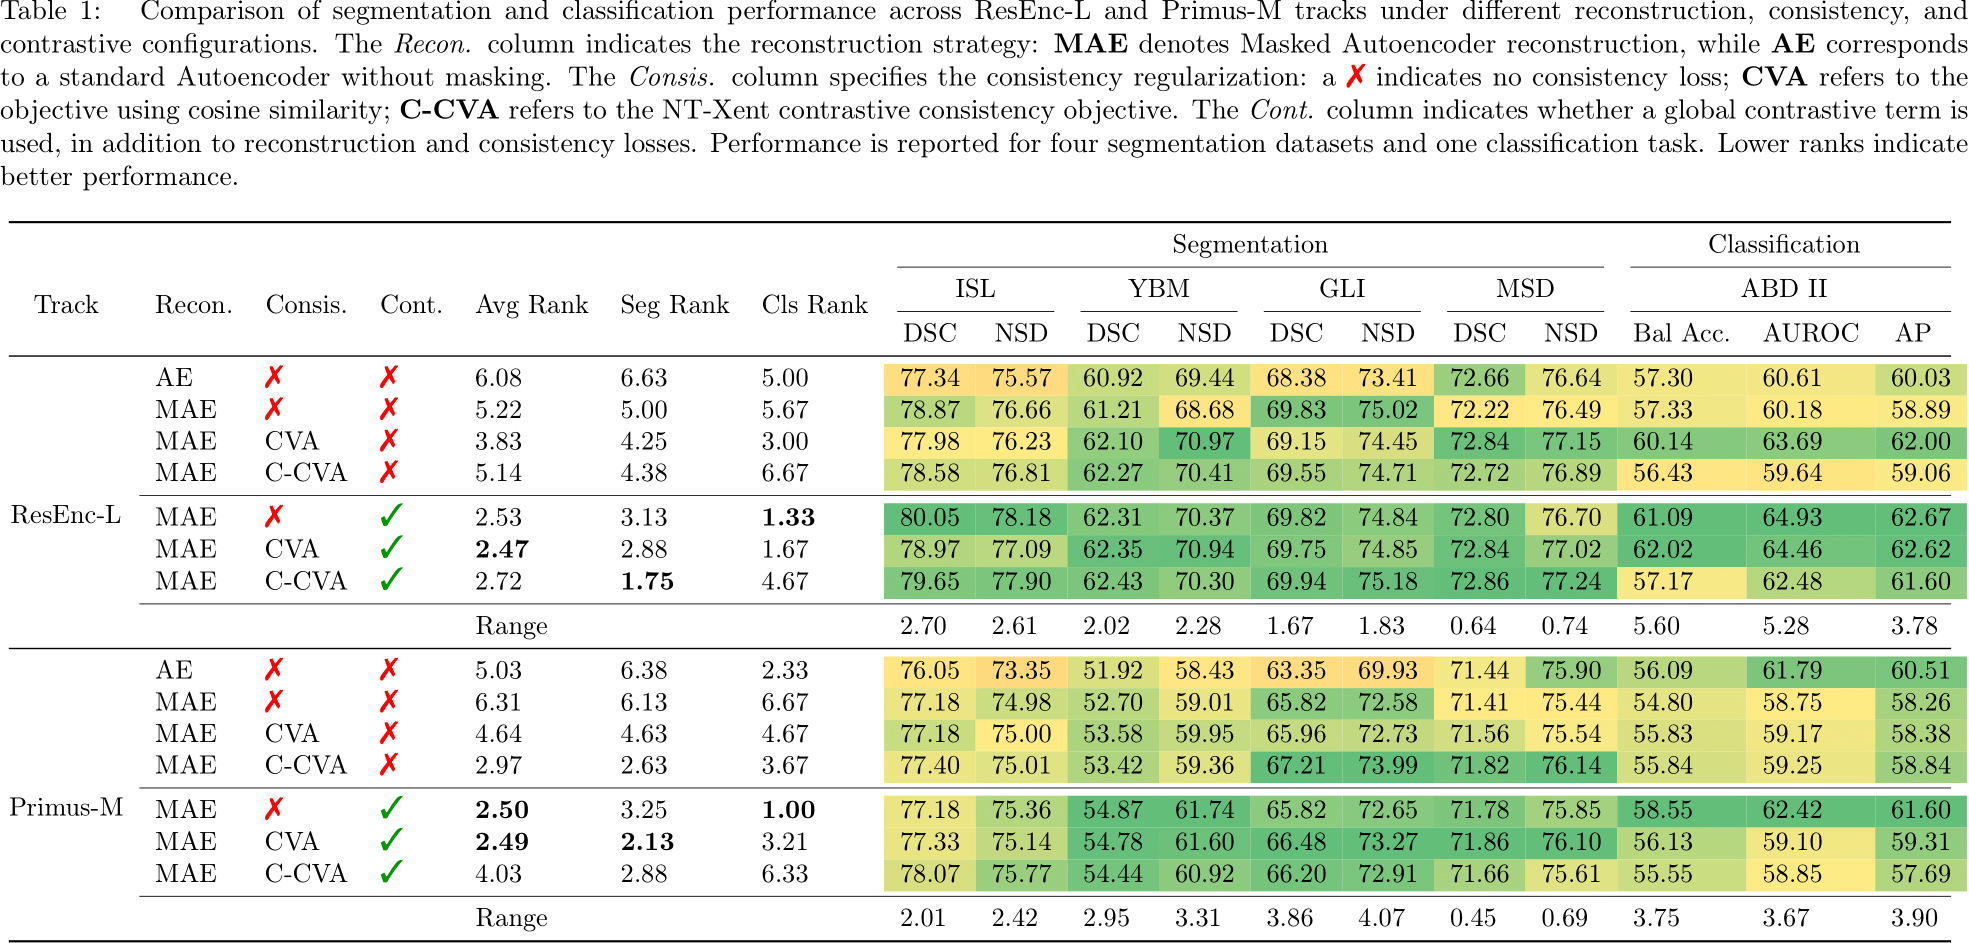 Table 1: Comparison of segmentation and classification performance across ResEnc-L and Primus-M tracks under different reconstruction, consistency, and
contrastive configurations. The Recon. column indicates the reconstruction strategy: MAE denotes Masked Autoencoder reconstruction, while AE corresponds
to a standard Autoencoder without masking. The Consis. column specifies the consistency regularization: a ✗ indicates no consistency loss; CVA refers to the
objective using cosine similarity; C-CVA refers to the NT-Xent contrastive consistency objective. The Cont. column indicates whether a global contrastive term is
used, in addition to reconstruction and consistency losses. Performance is reported for four segmentation datasets and one classification task. Lower ranks indicate
better performance.
Segmentation Classification
Track Recon. Consis. Cont. Avg Rank Seg Rank Cls Rank ISL YBM GLI MSD ABD II
DSC NSD DSC NSD DSC NSD DSC NSD Bal Acc. AUROC AP
AE ✗ ✗ 6.08 6.63 5.00 77.34 75.57 60.92 69.44 68.38 73.41 72.66 76.64 57.30 60.61 60.03
MAE ✗ ✗ 5.22 5.00 5.67 78.87 76.66 61.21 68.68 69.83 75.02 72.22 76.49 57.33 60.18 58.89
MAE CVA ✗ 3.83 4.25 3.00 77.98 76.23 62.10 70.97 69.15 74.45 72.84 77.15 60.14 63.69 62.00
MAE C-CVA ✗ 5.14 4.38 6.67 78.58 76.81 62.27 70.41 69.55 74.71 72.72 76.89 56.43 59.64 59.06
ResEnc-L MAE ✗ ✓ 2.53 3.13 1.33 80.05 78.18 62.31 70.37 69.82 74.84 72.80 76.70 61.09 64.93 62.67
MAE CVA ✓ 2.47 2.88 1.67 78.97 77.09 62.35 70.94 69.75 74.85 72.84 77.02 62.02 64.46 62.62
MAE C-CVA ✓ 2.72 1.75 4.67 79.65 77.90 62.43 70.30 69.94 75.18 72.86 77.24 57.17 62.48 61.60
Range 2.70 2.61 2.02 2.28 1.67 1.83 0.64 0.74 5.60 5.28 3.78
AE ✗ ✗ 5.03 6.38 2.33 76.05 73.35 51.92 58.43 63.35 69.93 71.44 75.90 56.09 61.79 60.51
MAE ✗ ✗ 6.31 6.13 6.67 77.18 74.98 52.70 59.01 65.82 72.58 71.41 75.44 54.80 58.75 58.26
MAE CVA ✗ 4.64 4.63 4.67 77.18 75.00 53.58 59.95 65.96 72.73 71.56 75.54 55.83 59.17 58.38
MAE C-CVA ✗ 2.97 2.63 3.67 77.40 75.01 53.42 59.36 67.21 73.99 71.82 76.14 55.84 59.25 58.84
Primus-M MAE ✗ ✓ 2.50 3.25 1.00 77.18 75.36 54.87 61.74 65.82 72.65 71.78 75.85 58.55 62.42 61.60
MAE CVA ✓ 2.49 2.13 3.21 77.33 75.14 54.78 61.60 66.48 73.27 71.86 76.10 56.13 59.10 59.31
MAE C-CVA ✓ 4.03 2.88 6.33 78.07 75.77 54.44 60.92 66.20 72.91 71.66 75.61 55.55 58.85 57.69
Range 2.01 2.42 2.95 3.31 3.86 4.07 0.45 0.69 3.75 3.67 3.90